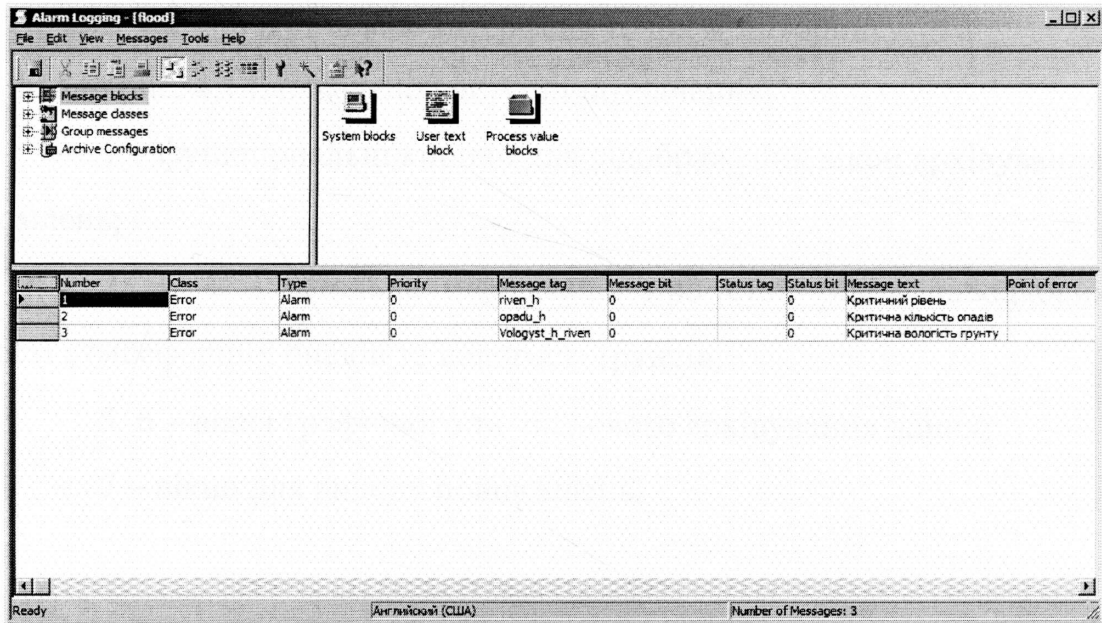 Alarm Logging - [flood]
File Edit View Messages Tools Help
Message blocks
Message classes
Group messages
Archive Configuration
System blocks
User text block
Process value blocks
Number Class Type Priority Message tag Message bit Status tag Status bit Message text Point of error
1 Error Alarm 0 riven_h 0 0 Критичний рівень
2 Error Alarm 0 opadu_h 0 0 Критична кількість опадів
3 Error Alarm 0 Vologyst_h_riven 0 0 Критична вологість грунту
Ready Английский (США) Number of Messages: 3